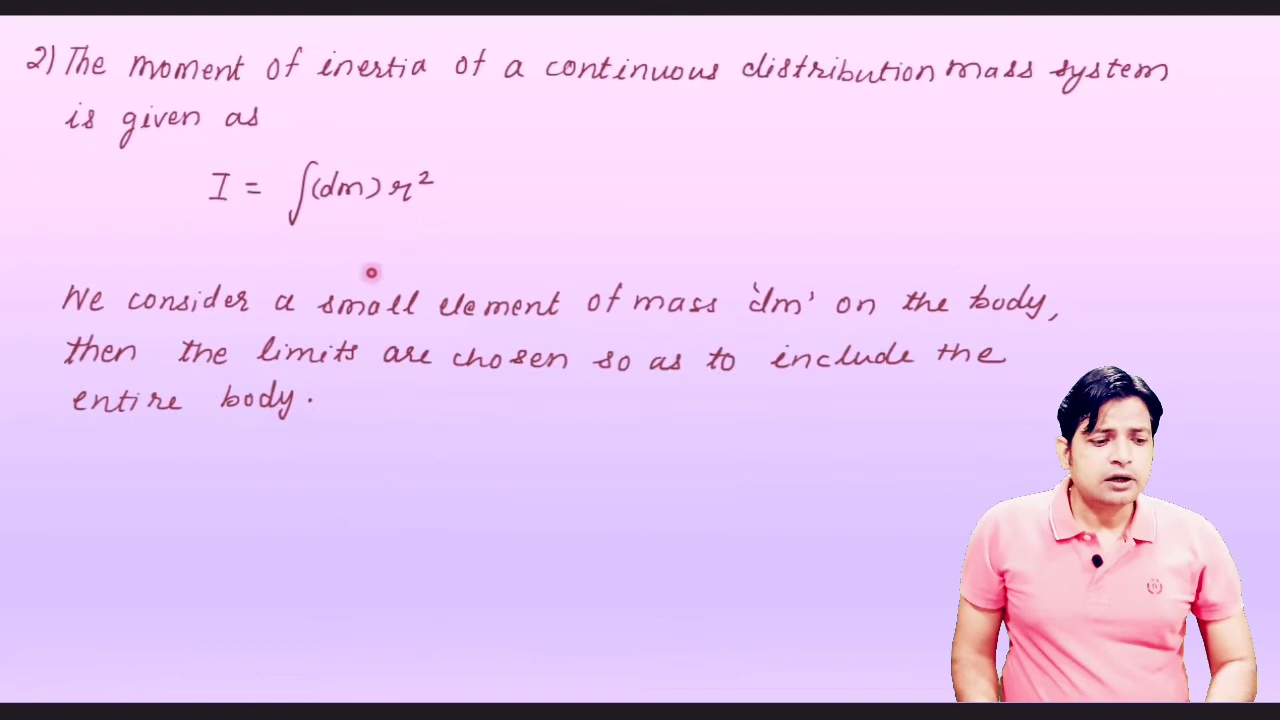 2) The moment of inertia of a continuous distribution mass system
is given as
I = ∫(dm) r²
We consider a small element of mass 'dm' on the body,
then the limits are chosen so as to include the
entire body.